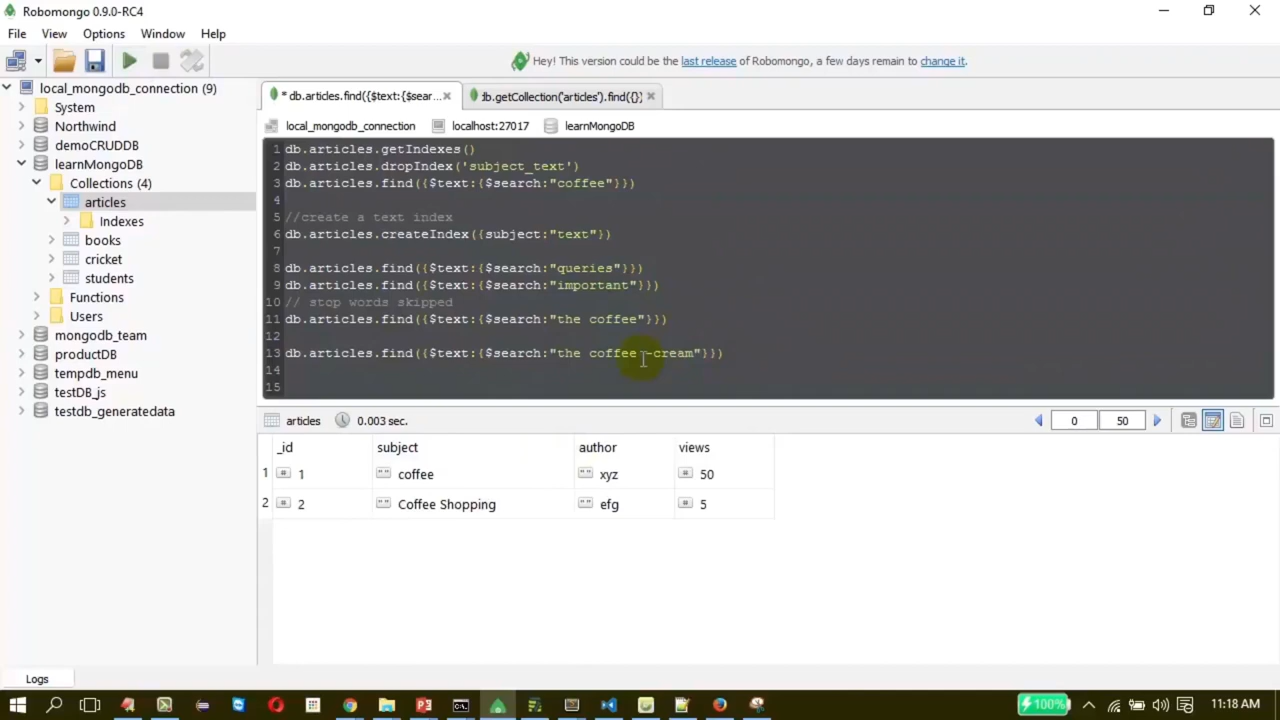 Robomongo 0.9.0-RC4
File View Options Window Help
Hey! This version could be the last release of Robomongo, a few days remain to change it.
local_mongodb_connection (9)
System
Northwind
demoCRUDDB
learnMongoDB
Collections (4)
articles
Indexes
books
cricket
students
Functions
Users
mongodb_team
productDB
tempdb_menu
testDB_js
testdb_generatedata
* db.articles.find({$text:{$sear...
db.getCollection('articles').find({})
local_mongodb_connection localhost:27017 learnMongoDB
1 db.articles.getIndexes()
2 db.articles.dropIndex('subject_text')
3 db.articles.find({$text:{$search:"coffee"}})
4
5 //create a text index
6 db.articles.createIndex({subject:"text"})
7
8 db.articles.find({$text:{$search:"queries"}})
9 db.articles.find({$text:{$search:"important"}})
10 // stop words skipped
11 db.articles.find({$text:{$search:"the coffee"}})
12
13 db.articles.find({$text:{$search:"the coffee -cream"}})
14
15
articles 0.003 sec. 0 50
_id subject author views
1 1 coffee xyz 50
2 2 Coffee Shopping efg 5
Logs
100% 11:18 AM